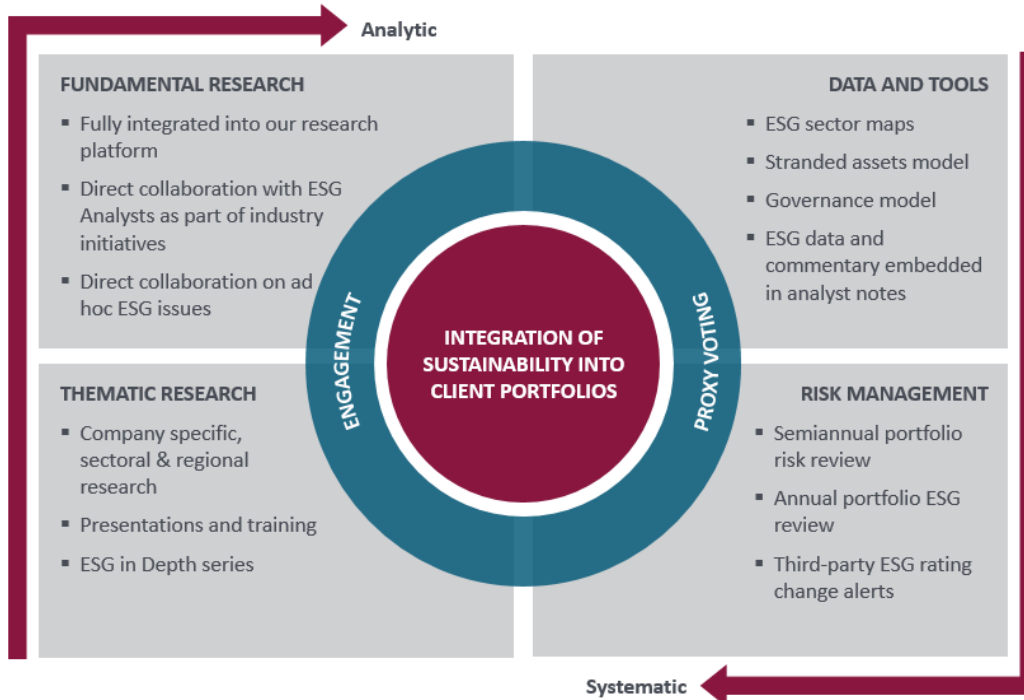 Analytic
FUNDAMENTAL RESEARCH
▪ Fully integrated into our research
platform
▪ Direct collaboration with ESG
Analysts as part of industry
initiatives
▪ Direct collaboration on ad
hoc ESG issues
DATA AND TOOLS
▪ ESG sector maps
▪ Stranded assets model
▪ Governance model
▪ ESG data and
commentary embedded
in analyst notes
ENGAGEMENT
INTEGRATION OF
SUSTAINABILITY INTO
CLIENT PORTFOLIOS
PROXY VOTING
THEMATIC RESEARCH
▪ Company specific,
sectoral & regional
research
▪ Presentations and training
▪ ESG in Depth series
RISK MANAGEMENT
▪ Semiannual portfolio
risk review
▪ Annual portfolio ESG
review
▪ Third-party ESG rating
change alerts
Systematic